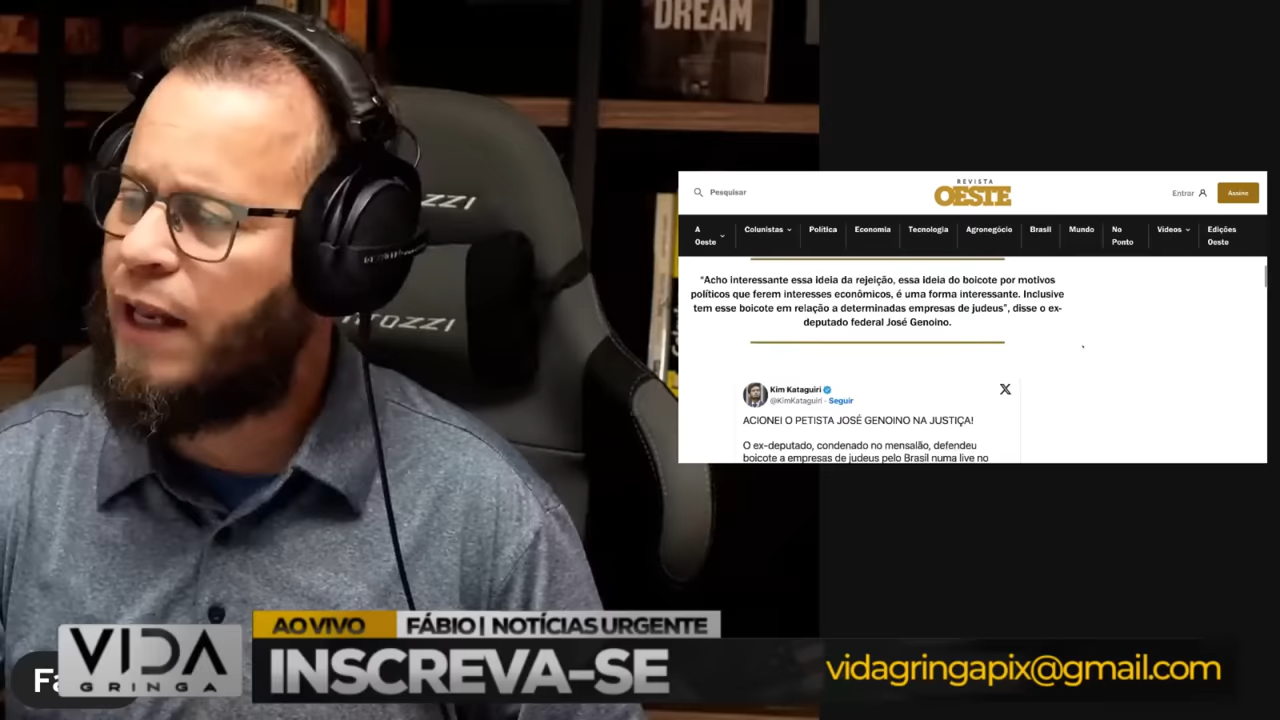 DREAM
Pesquisar
REVISTA
OESTE
Entrar
Assine
A Oeste
Colunistas
Política
Economia
Tecnologia
Agronegócio
Brasil
Mundo
No Ponto
Vídeos
Edições Oeste
"Acho interessante essa ideia da rejeição, essa ideia do boicote por motivos
políticos que ferem interesses econômicos, é uma forma interessante. Inclusive
tem esse boicote em relação a determinadas empresas de judeus", disse o ex-
deputado federal José Genoino.
Kim Kataguiri
@KimKataguiri · Seguir
X
ACIONEI O PETISTA JOSÉ GENOINO NA JUSTIÇA!
O ex-deputado, condenado no mensalão, defendeu
boicote a empresas de judeus pelo Brasil numa live no
AO VIVO
FÁBIO | NOTÍCIAS URGENTE
VIDA
GRINGA
INSCREVA-SE
vidagringapix@gmail.com